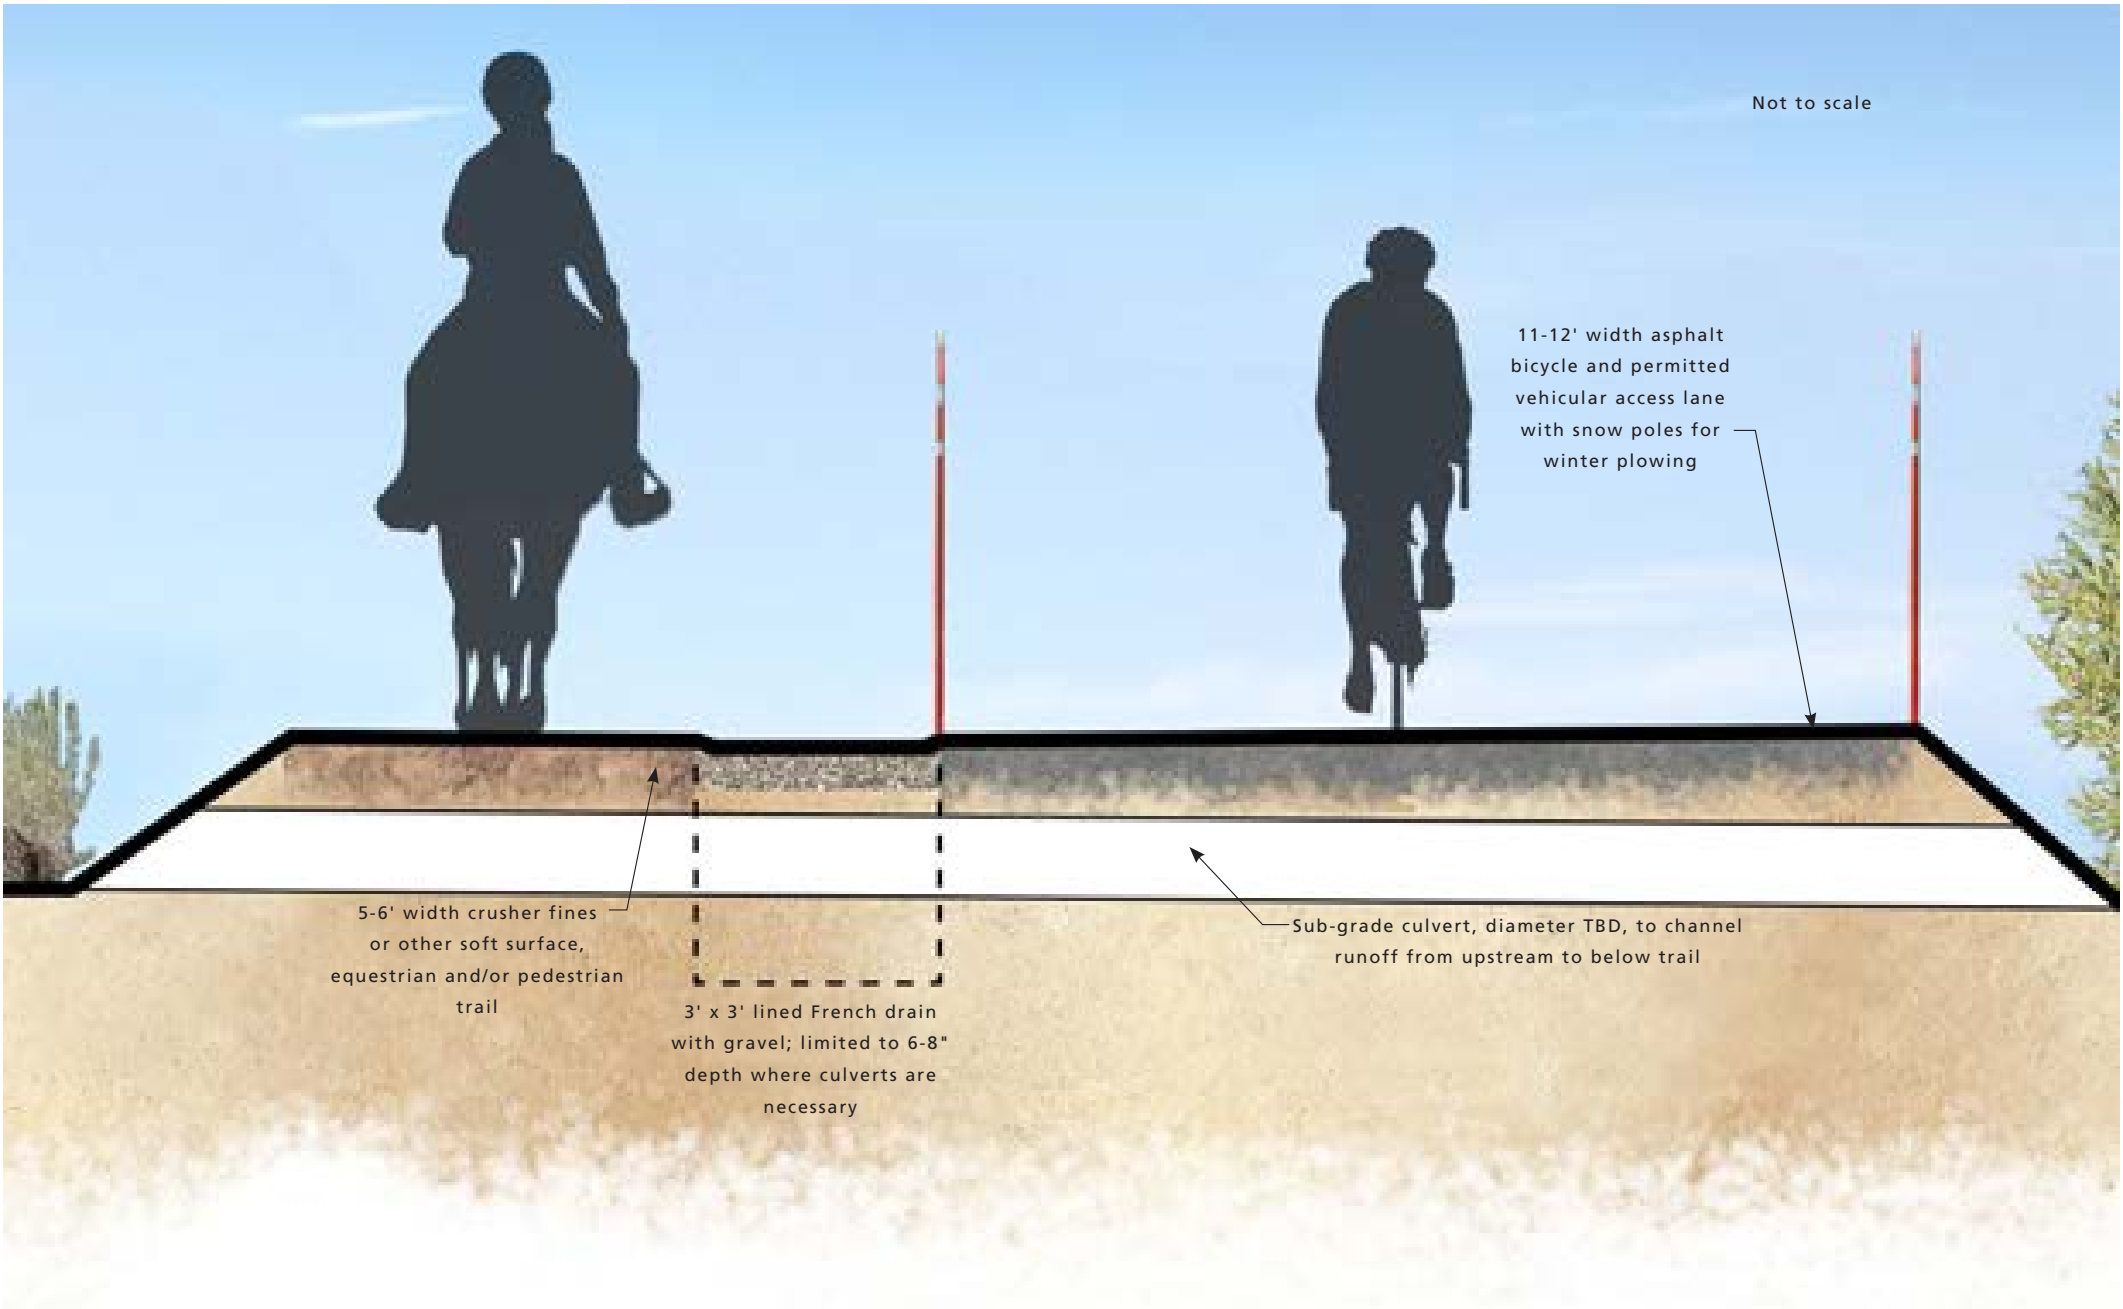 Not to scale
11-12' width asphalt
bicycle and permitted
vehicular access lane
with snow poles for
winter plowing
5-6' width crusher fines
or other soft surface,
equestrian and/or pedestrian
trail
Sub-grade culvert, diameter TBD, to channel
runoff from upstream to below trail
3' x 3' lined French drain
with gravel; limited to 6-8"
depth where culverts are
necessary